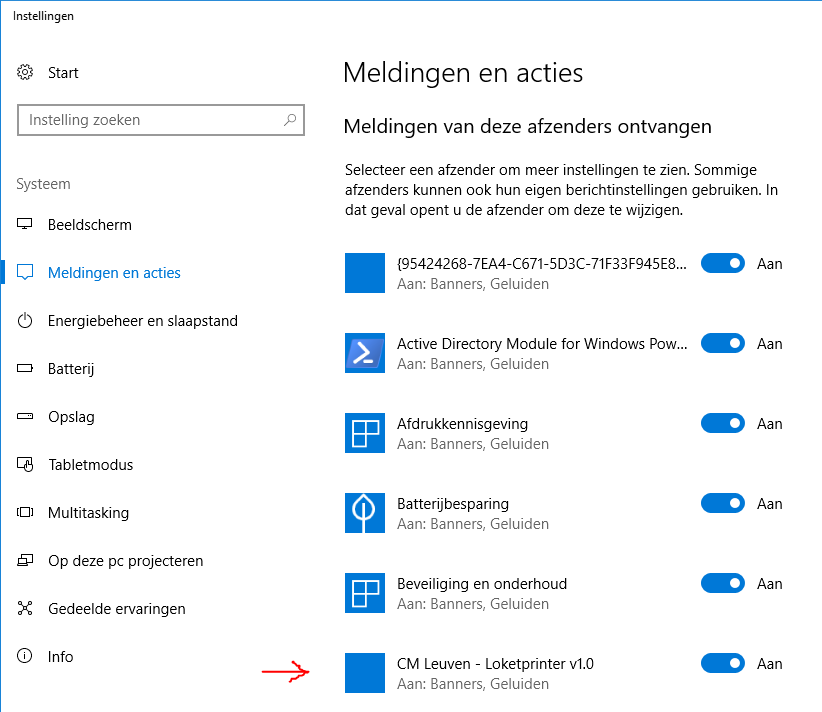 Instellingen
Start
Instelling zoeken
Systeem
Beeldscherm
Meldingen en acties
Energiebeheer en slaapstand
Batterij
Opslag
Tabletmodus
Multitasking
Op deze pc projecteren
Gedeelde ervaringen
Info
Meldingen en acties
Meldingen van deze afzenders ontvangen
Selecteer een afzender om meer instellingen te zien. Sommige
afzenders kunnen ook hun eigen berichtinstellingen gebruiken. In
dat geval opent u de afzender om deze te wijzigen.
{95424268-7EA4-C671-5D3C-71F33F945E8...
Aan
Aan: Banners, Geluiden
Active Directory Module for Windows Pow...
Aan
Aan: Banners, Geluiden
Afdrukkennisgeving
Aan
Aan: Banners, Geluiden
Batterijbesparing
Aan
Aan: Banners, Geluiden
Beveiliging en onderhoud
Aan
Aan: Banners, Geluiden
CM Leuven - Loketprinter v1.0
Aan
Aan: Banners, Geluiden